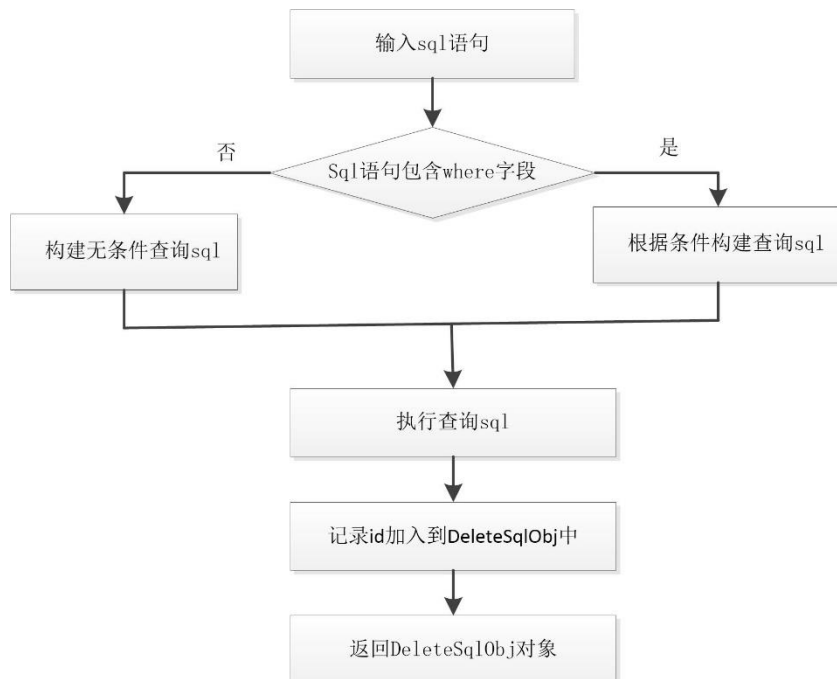 输入sql语句
Sql语句包含where字段
否
是
构建无条件查询sql
根据条件构建查询sql
执行查询sql
记录id加入到DeleteSqlObj中
返回DeleteSqlObj对象